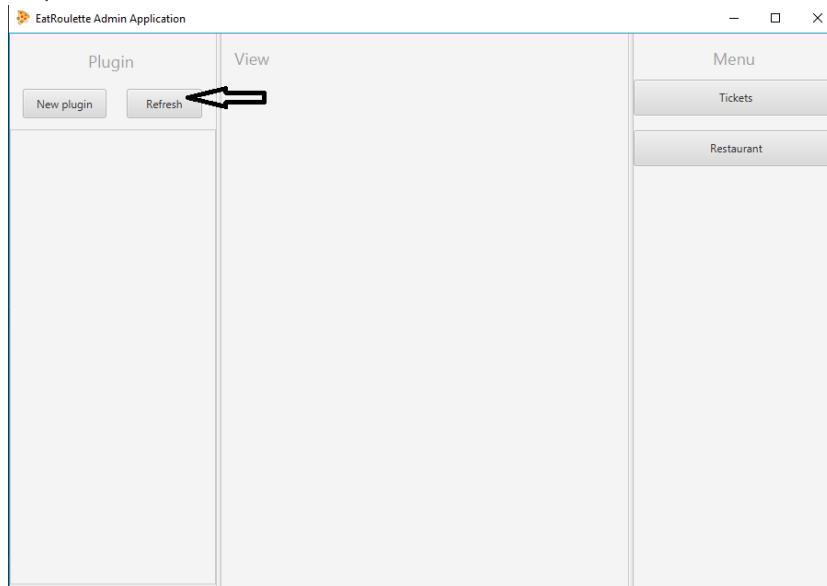 EatRoulette Admin Application
Plugin
View
Menu
New plugin
Refresh
Tickets
Restaurant